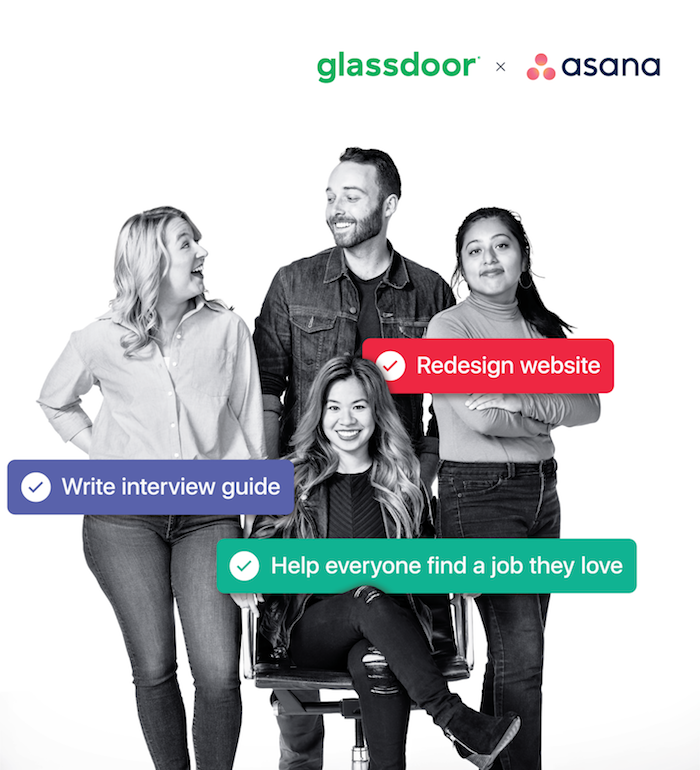 glassdoor × asana
Redesign website
Write interview guide
Help everyone find a job they love